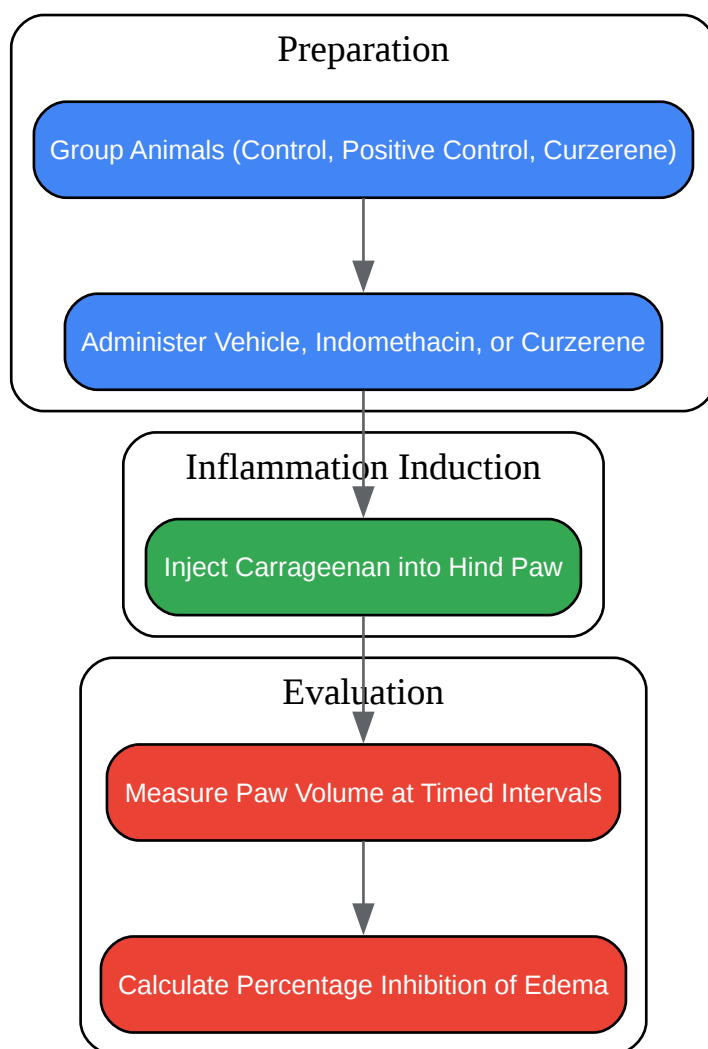 Preparation
Group Animals (Control, Positive Control, Curzerene)
Administer Vehicle, Indomethacin, or Curzerene
Inflammation Induction
Inject Carrageenan into Hind Paw
Evaluation
Measure Paw Volume at Timed Intervals
Calculate Percentage Inhibition of Edema